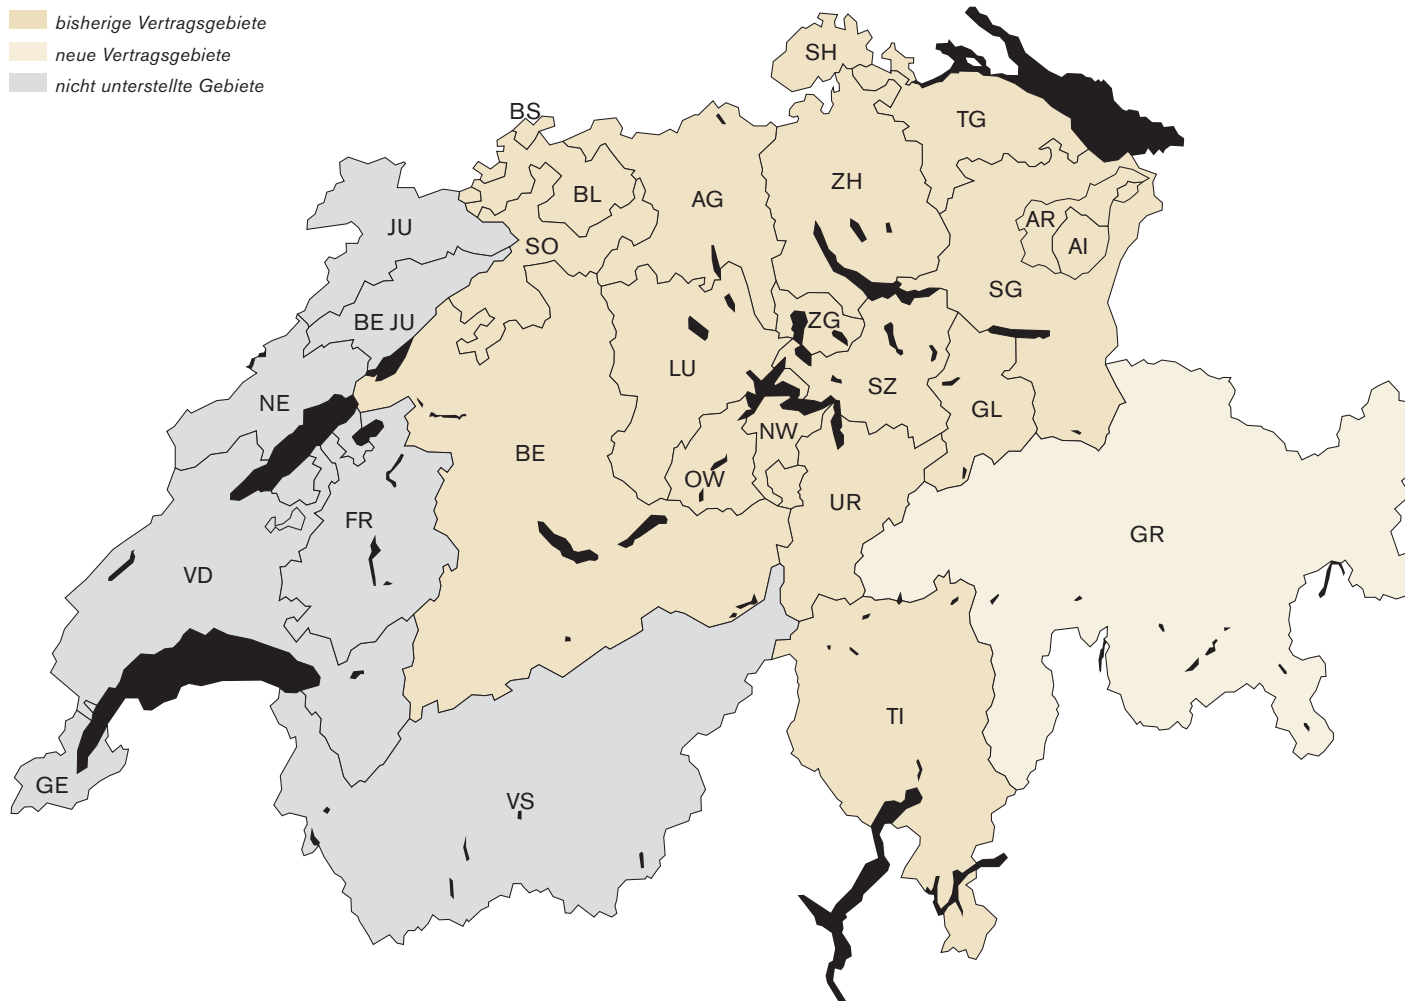 bisherige Vertragsgebiete
neue Vertragsgebiete
nicht unterstellte Gebiete
SH
BS
TG
ZH
BL
AG
JU
AR
AI
SO
SG
BE JU
ZG
LU
SZ
NE
GL
NW
BE
OW
UR
FR
GR
VD
TI
GE
VS